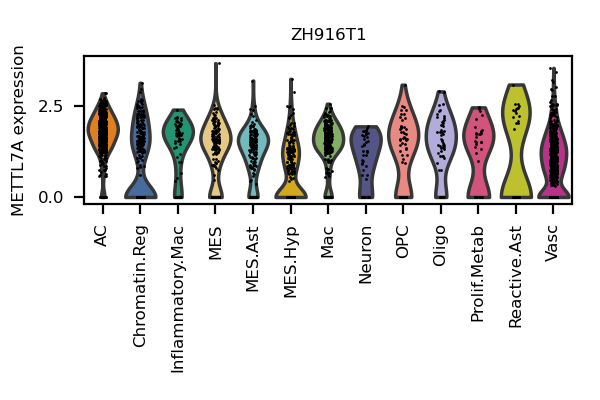 ZH916T1
METTL7A expression
2.5
0.0
AC
Chromatin.Reg
Inflammatory.Mac
MES
MES.Ast
MES.Hyp
Mac
Neuron
OPC
Oligo
Prolif.Metab
Reactive.Ast
Vasc